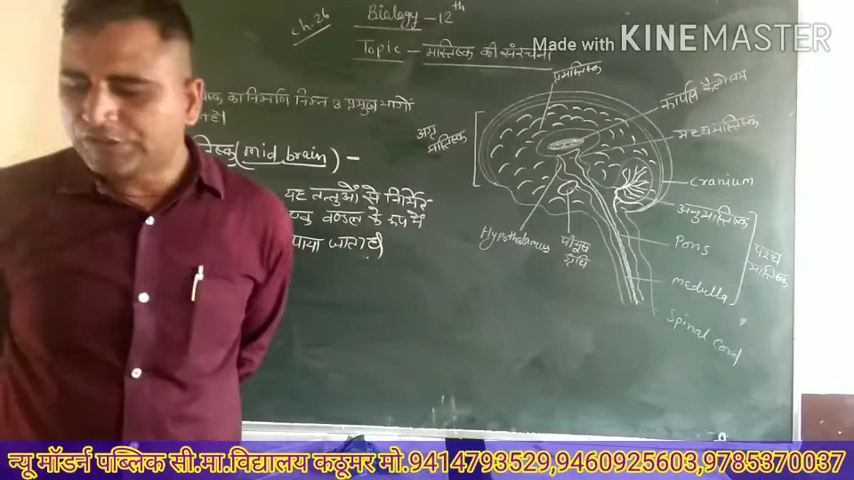 Made with KINEMASTER
ch.26
Biology - 12th
Topic - मस्तिष्क की संरचना
का निर्माण निम्न 3 प्रमुख भागों
(mid brain) -
यह तन्तुओं से निर्मित
के रूप में
पाया जाता है
अग्र
मस्तिष्क
प्रमस्तिष्क
कॉर्पस कैलोसम
मध्यमस्तिष्क
Cranium
अनुमस्तिष्क
Pons
पश्च
मस्तिष्क
medulla
Spinal Cord
Hypothalamus
पीयूष
ग्रंथि
न्यू मॉडर्न पब्लिक सी.मा.विद्यालय कठूमर मो.9414793529,9460925603,9785370037